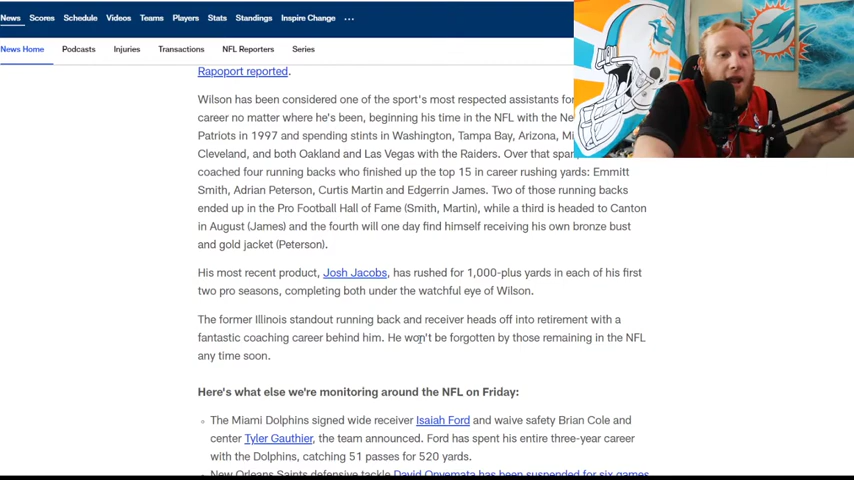 News Scores Schedule Videos Teams Players Stats Standings Inspire Change ...
News Home Podcasts Injuries Transactions NFL Reporters Series
Rapoport reported.
Wilson has been considered one of the sport's most respected assistants for
career no matter where he's been, beginning his time in the NFL with the Ne
Patriots in 1997 and spending stints in Washington, Tampa Bay, Arizona, Mi
Cleveland, and both Oakland and Las Vegas with the Raiders. Over that spa
coached four running backs who finished up the top 15 in career rushing yards: Emmitt
Smith, Adrian Peterson, Curtis Martin and Edgerrin James. Two of those running backs
ended up in the Pro Football Hall of Fame (Smith, Martin), while a third is headed to Canton
in August (James) and the fourth will one day find himself receiving his own bronze bust
and gold jacket (Peterson).
His most recent product, Josh Jacobs, has rushed for 1,000-plus yards in each of his first
two pro seasons, completing both under the watchful eye of Wilson.
The former Illinois standout running back and receiver heads off into retirement with a
fantastic coaching career behind him. He won't be forgotten by those remaining in the NFL
any time soon.
Here's what else we're monitoring around the NFL on Friday:
The Miami Dolphins signed wide receiver Isaiah Ford and waive safety Brian Cole and
center Tyler Gauthier, the team announced. Ford has spent his entire three-year career
with the Dolphins, catching 51 passes for 520 yards.
New Orleans Saints defensive tackle David Onyemata has been suspended for six games